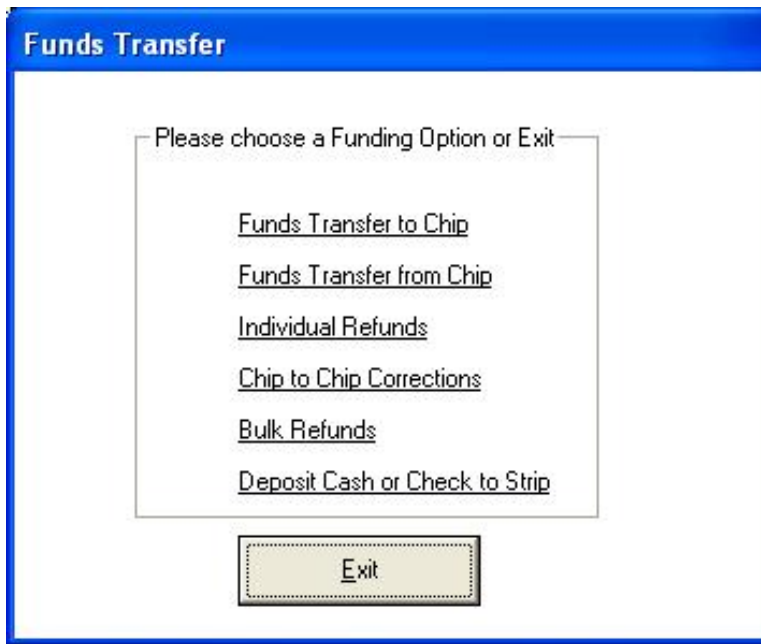 Funds Transfer
Please choose a Funding Option or Exit
Funds Transfer to Chip
Funds Transfer from Chip
Individual Refunds
Chip to Chip Corrections
Bulk Refunds
Deposit Cash or Check to Strip
Exit